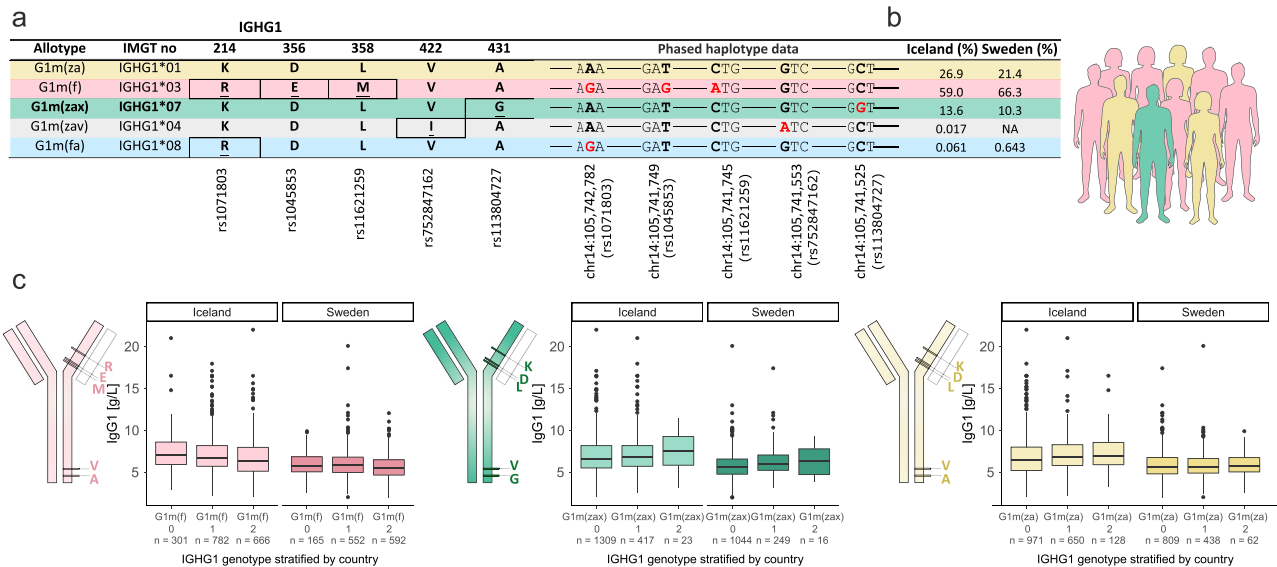 a
b
IGHG1
Allotype IMGT no 214 356 358 422 431 Phased haplotype data Iceland (%) Sweden (%)
G1m(za) IGHG1*01 K D L V A AAA GAT CTG GTC GCT 26.9 21.4
G1m(f) IGHG1*03 R E M V A AGA GAG ATG GTC GCT 59.0 66.3
G1m(zax) IGHG1*07 K D L V G AAA GAT CTG GTC GGT 13.6 10.3
G1m(zav) IGHG1*04 K D L I A AAA GAT CTG ATC GCT 0.017 NA
G1m(fa) IGHG1*08 R D L V A AGA GAT CTG GTC GCT 0.061 0.643
rs1071803
rs1045853
rs11621259
rs752847162
rs113804727
chr14:105,742,782
(rs1071803)
chr14:105,741,749
(rs1045853)
chr14:105,741,745
(rs11621259)
chr14:105,741,553
(rs752847162)
chr14:105,741,525
(rs113804727)
c
R
E
M
V
A
IgG1 [g/L]
20
15
10
5
Iceland Sweden
G1m(f) G1m(f) G1m(f) G1m(f) G1m(f) G1m(f)
0 1 2 0 1 2
n = 301 n = 782 n = 666 n = 165 n = 552 n = 592
IGHG1 genotype stratified by country
K
D
L
V
G
IgG1 [g/L]
20
15
10
5
Iceland Sweden
G1m(zax) G1m(zax) G1m(zax) G1m(zax) G1m(zax) G1m(zax)
0 1 2 0 1 2
n = 1309 n = 417 n = 23 n = 1044 n = 249 n = 16
IGHG1 genotype stratified by country
K
D
L
V
A
IgG1 [g/L]
20
15
10
5
Iceland Sweden
G1m(za) G1m(za) G1m(za) G1m(za) G1m(za) G1m(za)
0 1 2 0 1 2
n = 971 n = 650 n = 128 n = 809 n = 438 n = 62
IGHG1 genotype stratified by country